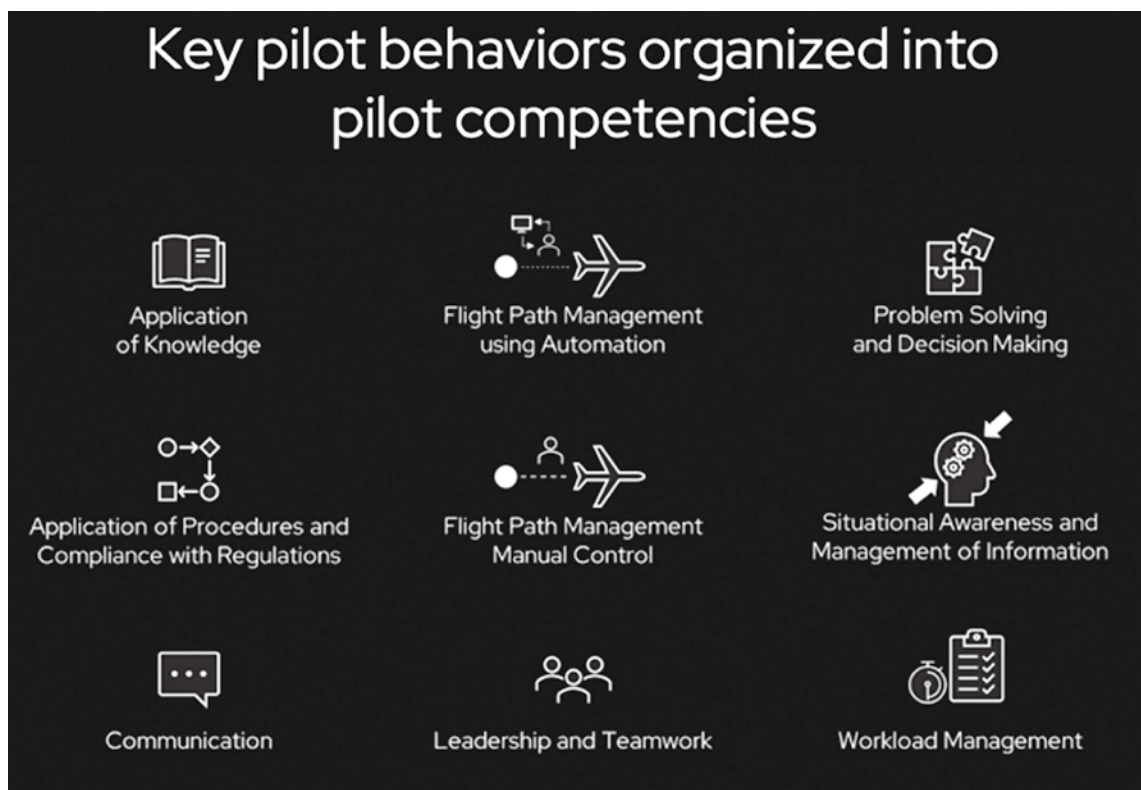 Key pilot behaviors organized into
pilot competencies
Application
of Knowledge
Flight Path Management
using Automation
Problem Solving
and Decision Making
Application of Procedures and
Compliance with Regulations
Flight Path Management
Manual Control
Situational Awareness and
Management of Information
Communication
Leadership and Teamwork
Workload Management